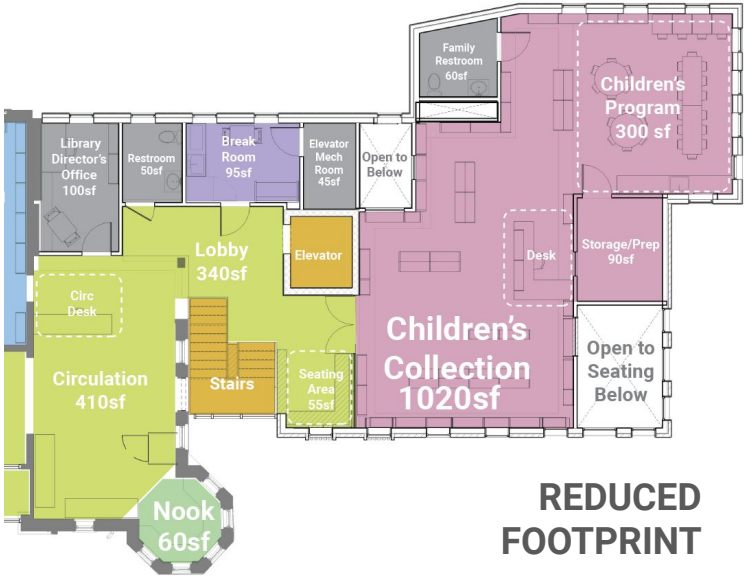 Family
Restroom
60sf
Children's
Program
300 sf
Library
Director's
Office
100sf
Restroom
50sf
Break
Room
95sf
Elevator
Mech
Room
45sf
Open to
Below
Lobby
340sf
Elevator
Desk
Storage/Prep
90sf
Circ
Desk
Children's
Collection
1020sf
Open to
Seating
Below
Circulation
410sf
Stairs
Seating
Area
55sf
Nook
60sf
REDUCED
FOOTPRINT